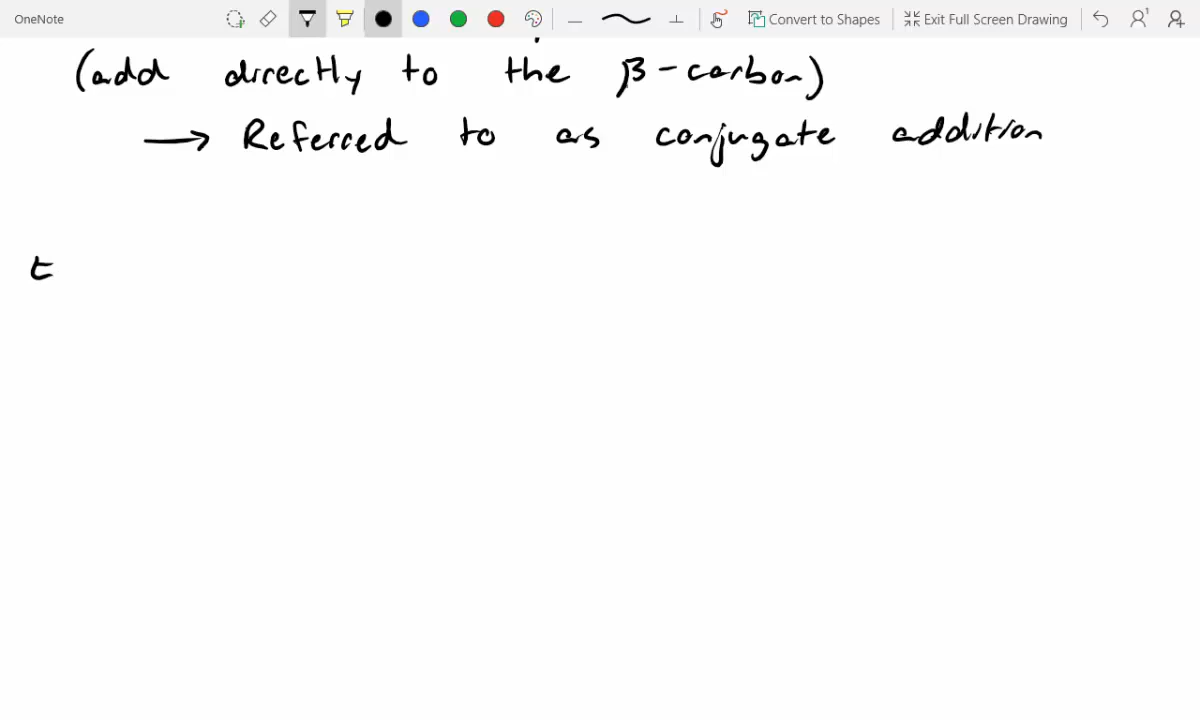 OneNote
Convert to Shapes
Exit Full Screen Drawing
(add directly to the β-carbon)
→ Referred to as conjugate addition
E